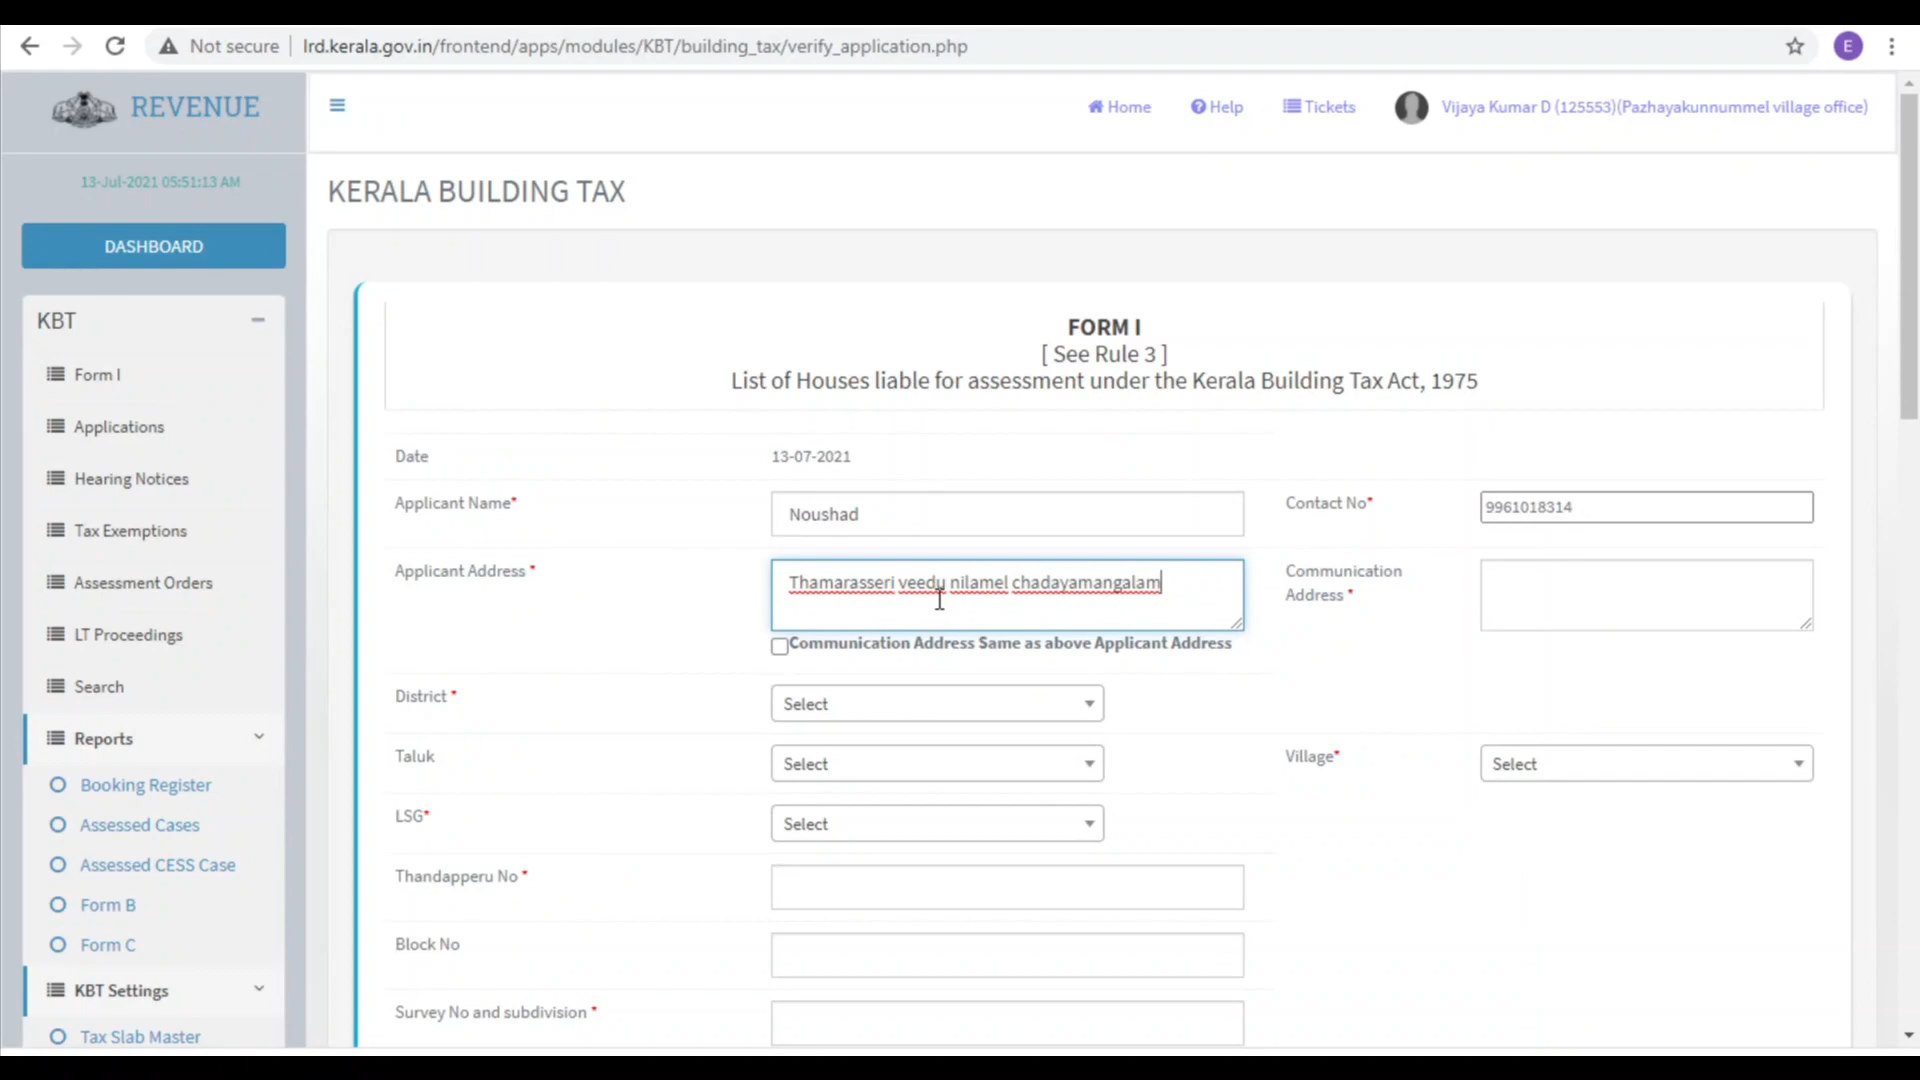 Not secure
lrd.kerala.gov.in/frontend/apps/modules/KBT/building_tax/verify_application.php
E
REVENUE
Home
Help
Tickets
Vijaya Kumar D (125553)(Pazhayakunnummel village office)
13-Jul-2021 05:51:13 AM
DASHBOARD
KBT
Form I
Applications
Hearing Notices
Tax Exemptions
Assessment Orders
LT Proceedings
Search
Reports
Booking Register
Assessed Cases
Assessed CESS Case
Form B
Form C
KBT Settings
Tax Slab Master
KERALA BUILDING TAX
FORM I
[ See Rule 3 ]
List of Houses liable for assessment under the Kerala Building Tax Act, 1975
Date 13-07-2021
Applicant Name* Noushad Contact No* 9961018314
Applicant Address * Thamarasseri veedu nilamel chadayamangalam Communication
Address *
Communication Address Same as above Applicant Address
District * Select
Taluk Select Village* Select
LSG* Select
Thandapperu No *
Block No
Survey No and subdivision *